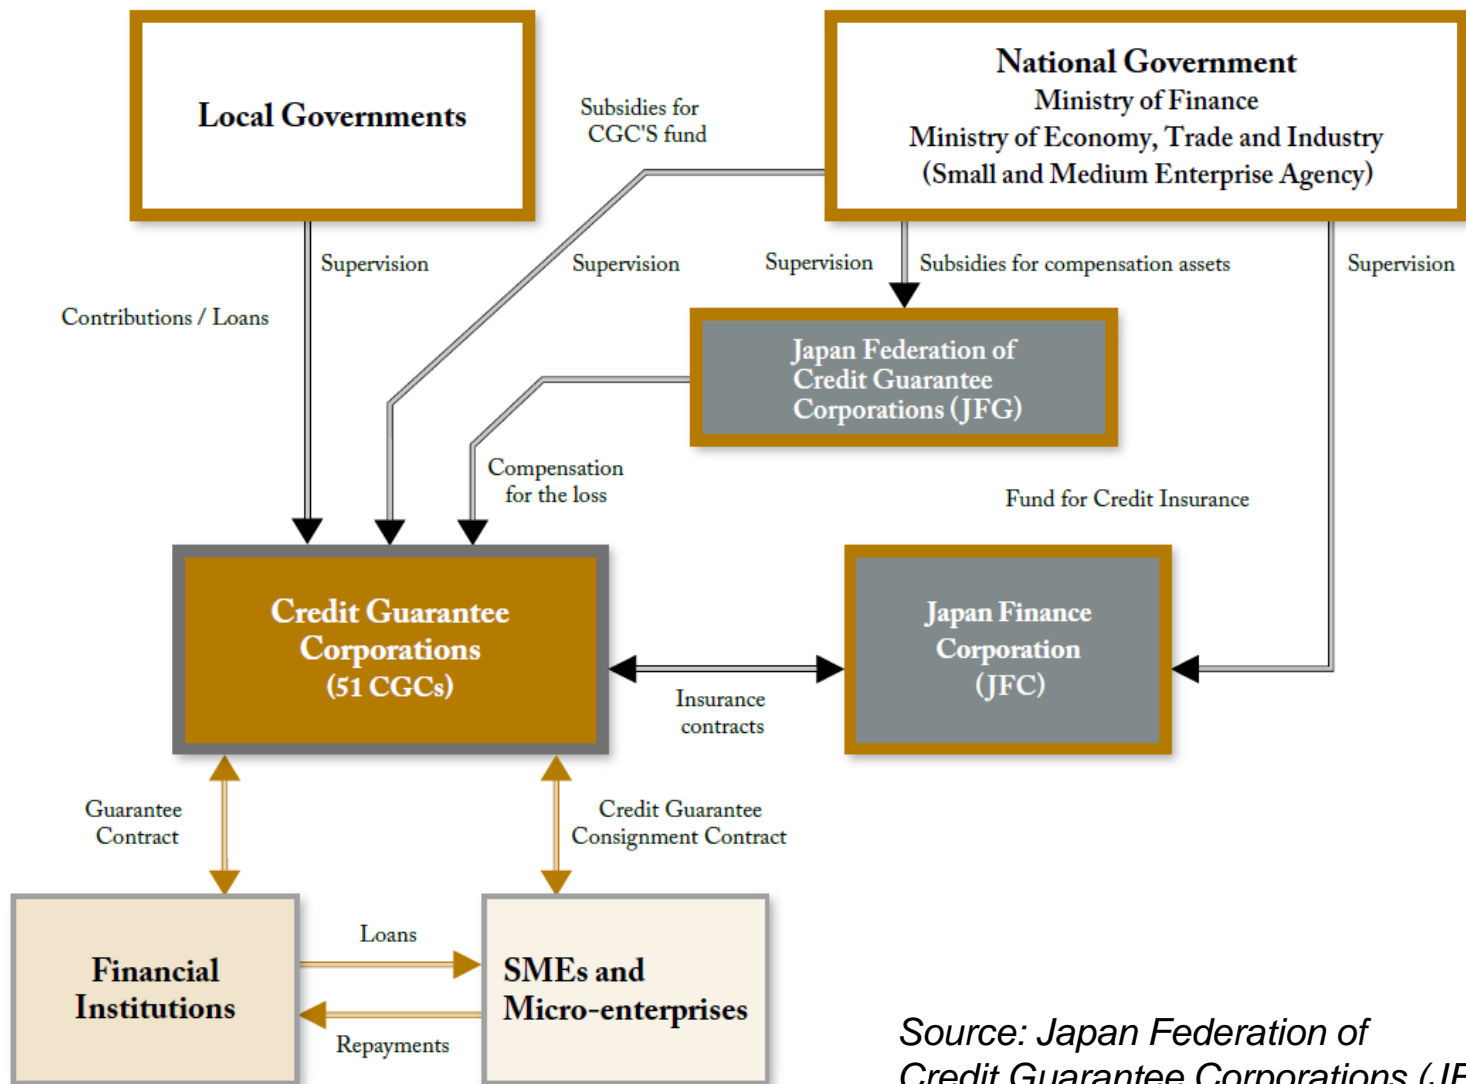 Local Governments
National Government
Ministry of Finance
Ministry of Economy, Trade and Industry
(Small and Medium Enterprise Agency)
Subsidies for
CGC'S fund
Supervision
Supervision
Supervision
Subsidies for compensation assets
Supervision
Contributions / Loans
Japan Federation of
Credit Guarantee
Corporations (JFG)
Compensation
for the loss
Fund for Credit Insurance
Credit Guarantee
Corporations
(51 CGCs)
Japan Finance
Corporation
(JFC)
Insurance
contracts
Guarantee
Contract
Credit Guarantee
Consignment Contract
Financial
Institutions
Loans
Repayments
SMEs and
Micro-enterprises
Source: Japan Federation of
Credit Guarantee Corporations